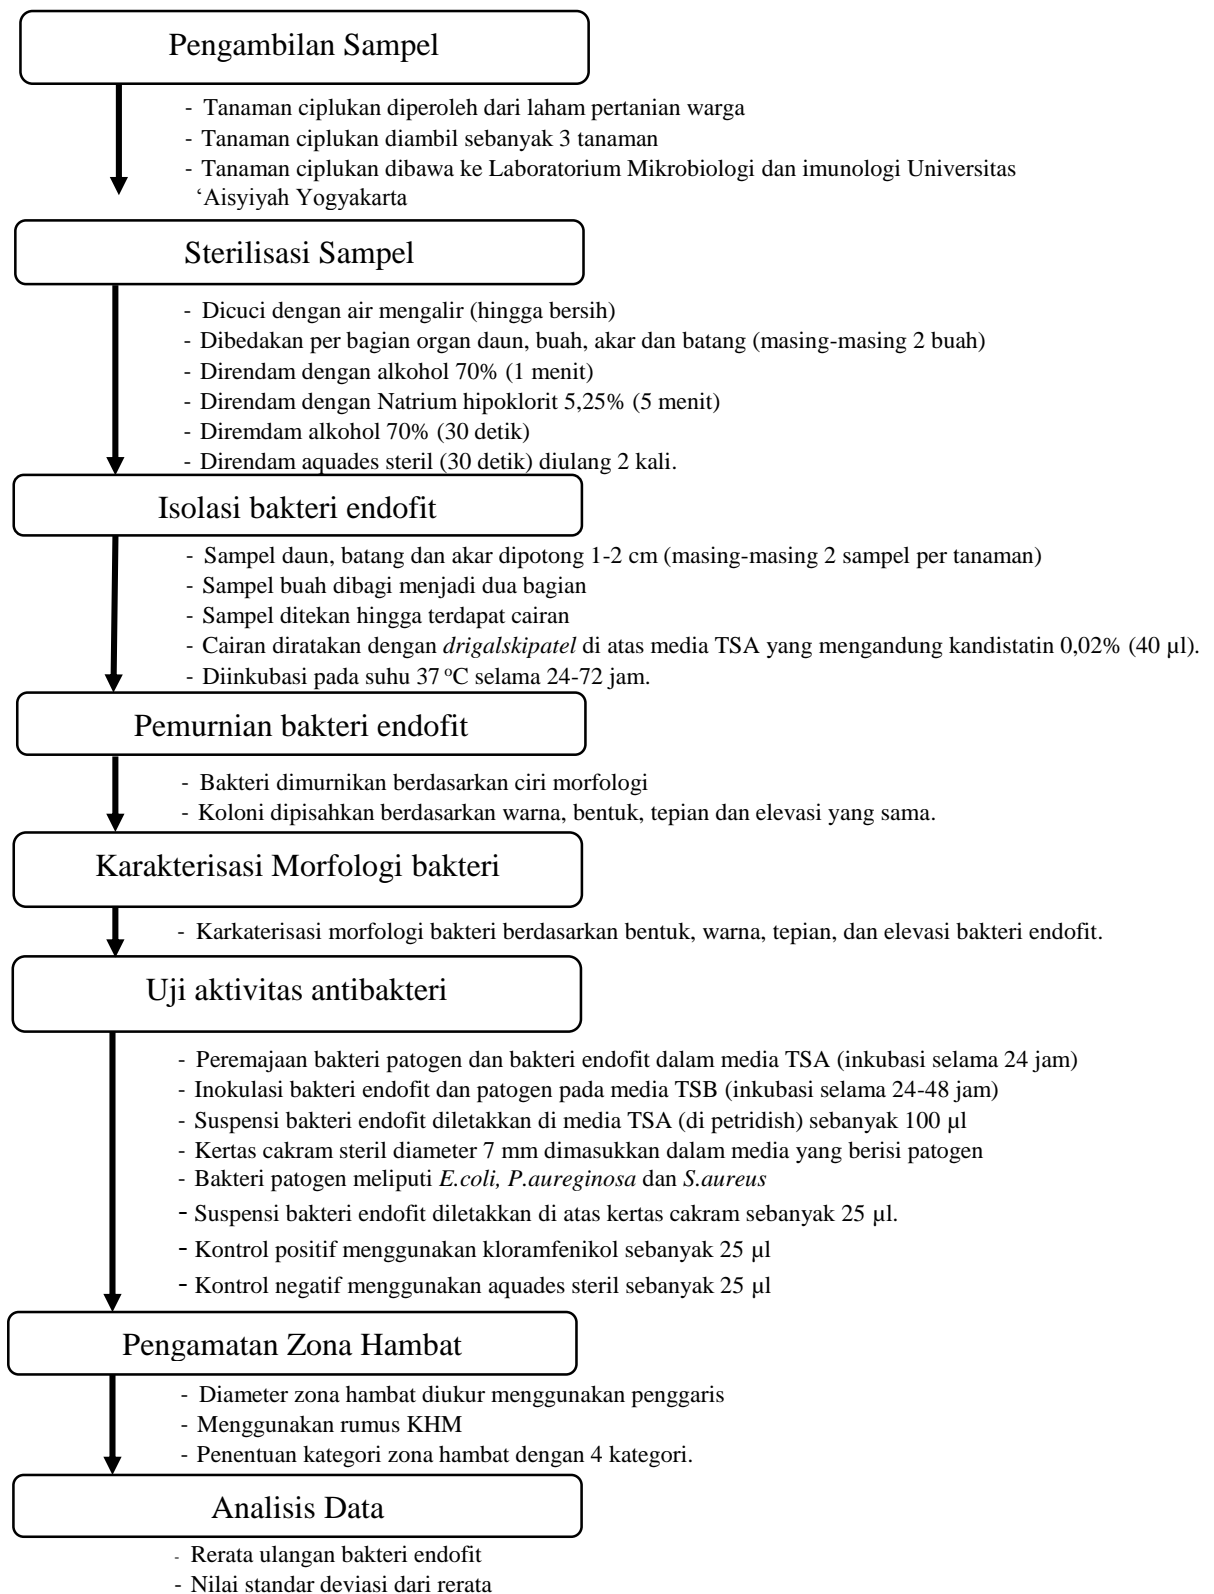 Pengambilan Sampel
- Tanaman ciplukan diperoleh dari laham pertanian warga
- Tanaman ciplukan diambil sebanyak 3 tanaman
- Tanaman ciplukan dibawa ke Laboratorium Mikrobiologi dan imunologi Universitas
‘Aisyiyah Yogyakarta
Sterilisasi Sampel
- Dicuci dengan air mengalir (hingga bersih)
- Dibedakan per bagian organ daun, buah, akar dan batang (masing-masing 2 buah)
- Direndam dengan alkohol 70% (1 menit)
- Direndam dengan Natrium hipoklorit 5,25% (5 menit)
- Diremdam alkohol 70% (30 detik)
- Direndam aquades steril (30 detik) diulang 2 kali.
Isolasi bakteri endofit
- Sampel daun, batang dan akar dipotong 1-2 cm (masing-masing 2 sampel per tanaman)
- Sampel buah dibagi menjadi dua bagian
- Sampel ditekan hingga terdapat cairan
- Cairan diratakan dengan drigalskipatel di atas media TSA yang mengandung kandistatin 0,02% (40 µl).
- Diinkubasi pada suhu 37 °C selama 24-72 jam.
Pemurnian bakteri endofit
- Bakteri dimurnikan berdasarkan ciri morfologi
- Koloni dipisahkan berdasarkan warna, bentuk, tepian dan elevasi yang sama.
Karakterisasi Morfologi bakteri
- Karkaterisasi morfologi bakteri berdasarkan bentuk, warna, tepian, dan elevasi bakteri endofit.
Uji aktivitas antibakteri
- Peremajaan bakteri patogen dan bakteri endofit dalam media TSA (inkubasi selama 24 jam)
- Inokulasi bakteri endofit dan patogen pada media TSB (inkubasi selama 24-48 jam)
- Suspensi bakteri endofit diletakkan di media TSA (di petridish) sebanyak 100 µl
- Kertas cakram steril diameter 7 mm dimasukkan dalam media yang berisi patogen
- Bakteri patogen meliputi E.coli, P.aureginosa dan S.aureus
- Suspensi bakteri endofit diletakkan di atas kertas cakram sebanyak 25 µl.
- Kontrol positif menggunakan kloramfenikol sebanyak 25 µl
- Kontrol negatif menggunakan aquades steril sebanyak 25 µl
Pengamatan Zona Hambat
- Diameter zona hambat diukur menggunakan penggaris
- Menggunakan rumus KHM
- Penentuan kategori zona hambat dengan 4 kategori.
Analisis Data
- Rerata ulangan bakteri endofit
- Nilai standar deviasi dari rerata